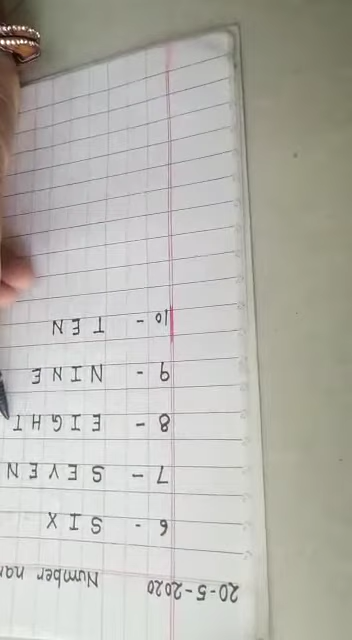 20-5-2020 Number
6 - SIX
7 - SEVEN
8 - EIGHT
9 - NINE
10 - TEN